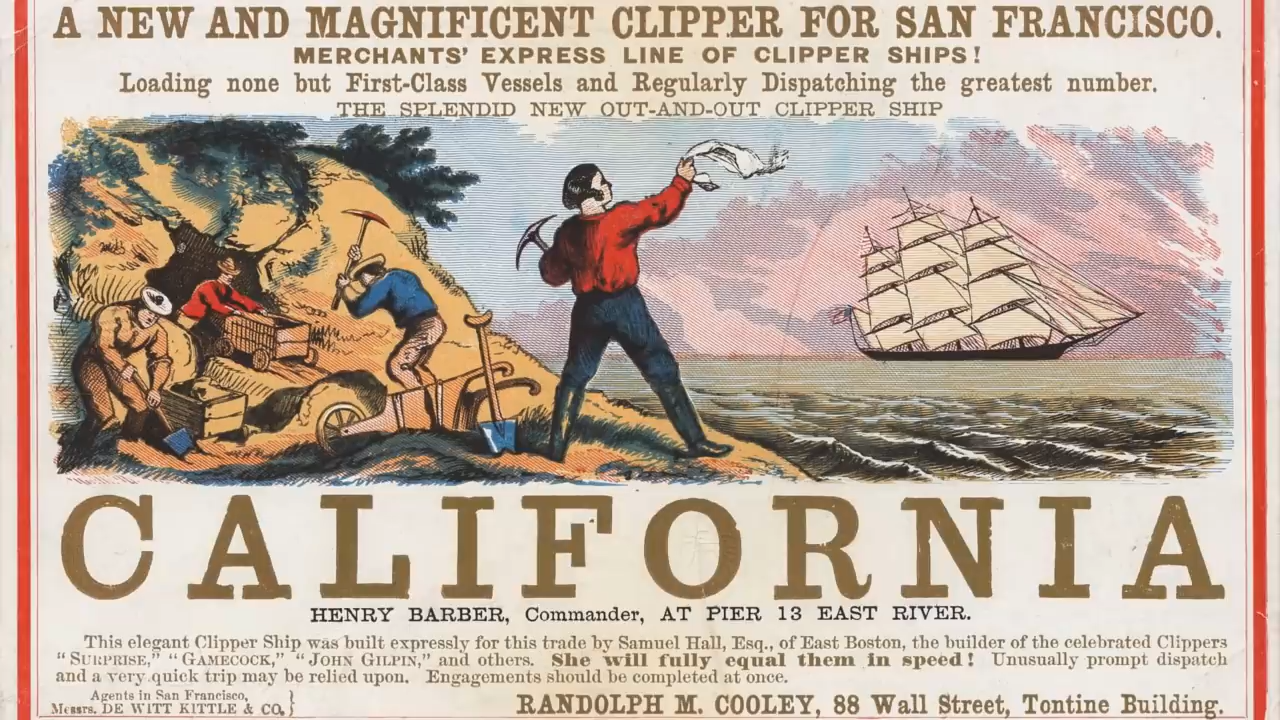 A NEW AND MAGNIFICENT CLIPPER FOR SAN FRANCISCO.
MERCHANTS' EXPRESS LINE OF CLIPPER SHIPS!
Loading none but First-Class Vessels and Regularly Dispatching the greatest number.
THE SPLENDID NEW OUT-AND-OUT CLIPPER SHIP
CALIFORNIA
HENRY BARBER, Commander, AT PIER 13 EAST RIVER.
This elegant Clipper Ship was built expressly for this trade by Samuel Hall, Esq., of East Boston, the builder of the celebrated Clippers
"SURPRISE," "GAMECOCK," "JOHN GILPIN," and others. She will fully equal them in speed! Unusually prompt dispatch
and a very quick trip may be relied upon. Engagements should be completed at once.
Agents in San Francisco,
Messrs. DE WITT KITTLE & CO.
RANDOLPH M. COOLEY, 88 Wall Street, Tontine Building.